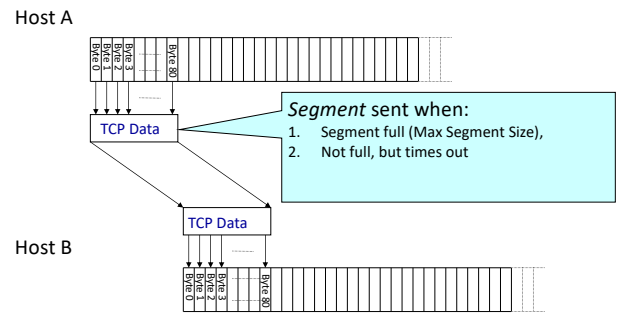 Host A
Byte 0
Byte 1
Byte 2
Byte 3
Byte 80
TCP Data
Segment sent when:
1. Segment full (Max Segment Size),
2. Not full, but times out
TCP Data
Host B
Byte 0
Byte 1
Byte 2
Byte 3
Byte 80